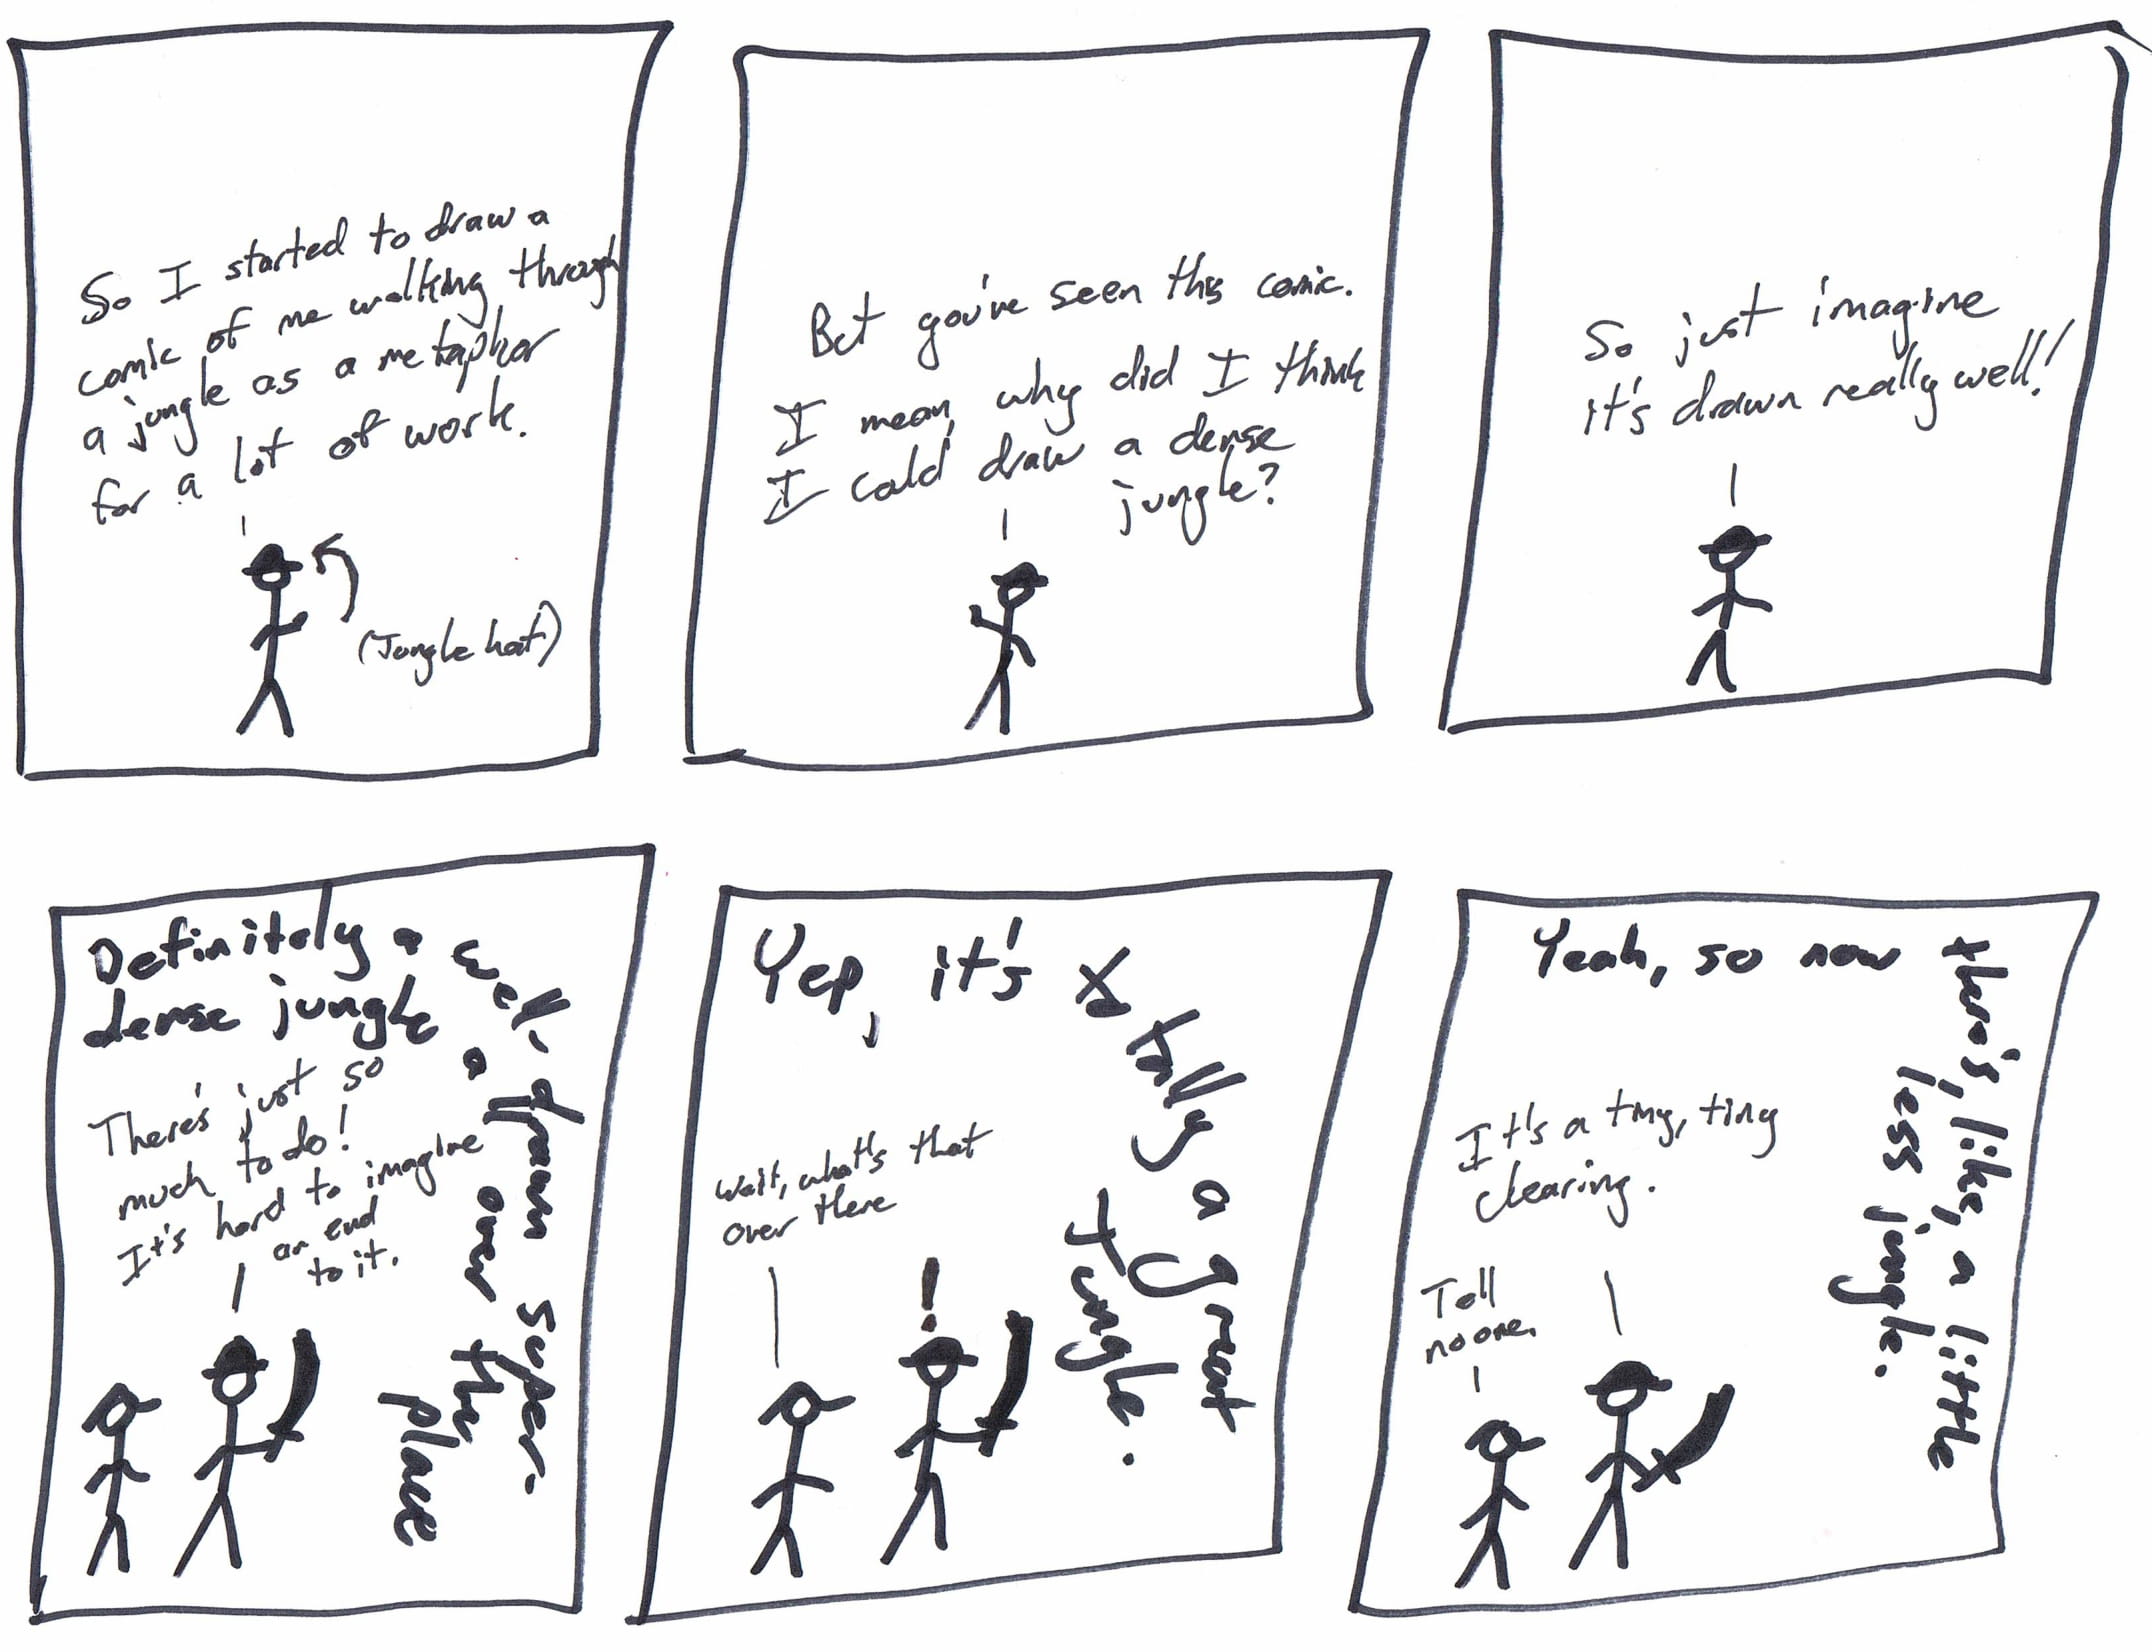 So I started to draw a
comic of me walking through
a jungle as a metaphor
for a lot of work.
(Jungle hat)
But you've seen this comic.
I mean, why did I think
I could draw a dense
jungle?
So just imagine
it's drawn really well!
Definitely a well-drawn super-
dense jungle all over the place
There's just so
much to do!
It's hard to imagine
an end
to it.
Yep, it's totally a great
jungle.
Wait, what's that
over there
!
Yeah, so now there's, like, a little
less jungle.
It's a tiny, tiny
clearing.
Tell
no one.